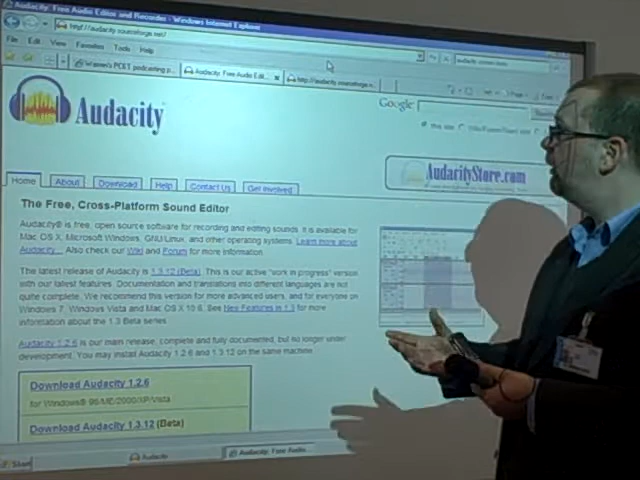 Audacity: Free Audio Editor and Recorder - Windows Internet Explorer
http://audacity.sourceforge.net/
File Edit View Favorites Tools Help
Audacity: Free Audio Edi...
http://audacity.sourceforge.n...
Audacity
Google
this site
AudacityStore.com
Home About Download Help Contact Us Get Involved
The Free, Cross-Platform Sound Editor
Audacity® is free, open source software for recording and editing sounds. It is available for
Mac OS X, Microsoft Windows, GNU/Linux, and other operating systems. Learn more about
Audacity... Also check our Wiki and Forum for more information.
The latest release of Audacity is 1.3.12 (Beta). This is our active "work in progress" version
with our latest features. Documentation and translations into different languages are not
quite complete. We recommend this version for more advanced users, and for everyone on
Windows 7, Windows Vista and Mac OS X 10.6. See New Features in 1.3 for more
information about the 1.3 Beta series.
Audacity 1.2.6 is our main release, complete and fully documented, but no longer under
development. You may install Audacity 1.2.6 and 1.3.12 on the same machine.
Download Audacity 1.2.6
for Windows® 98/ME/2000/XP/Vista
Download Audacity 1.3.12 (Beta)
Start Audacity Audacity: Free Audio...